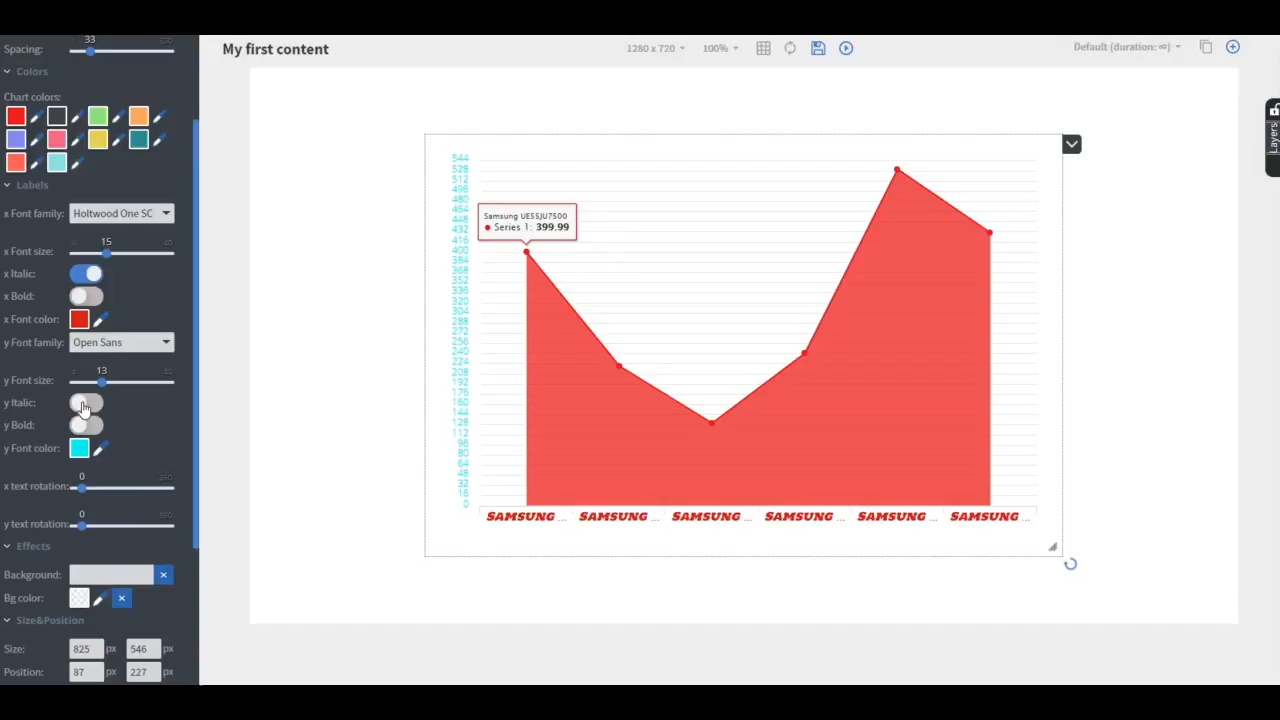 My first content
1280 x 720
100%
Default (duration: ∞)
33
Spacing:
Colors
Chart colors:
Labels
x Font family: Holtwood One SC
15
40
x Font size:
x Italic:
x Bold:
x Font color:
y Font family: Open Sans
13
40
y Font size:
y Italic:
y Bold:
y Font color:
0
360
x text rotation:
0
360
y text rotation:
Effects
Background:
×
Bg color:
×
Size&Position
Size: 825 px 546 px
Position: 87 px 227 px
544
528
512
496
480
464
448
432
416
400
384
368
352
336
320
304
288
272
256
240
224
208
192
176
160
144
128
112
96
80
64
48
32
16
0
Samsung UE55JU7500
Series 1: 399.99
SAMSUNG ... SAMSUNG ... SAMSUNG ... SAMSUNG ... SAMSUNG ... SAMSUNG ...
Layers